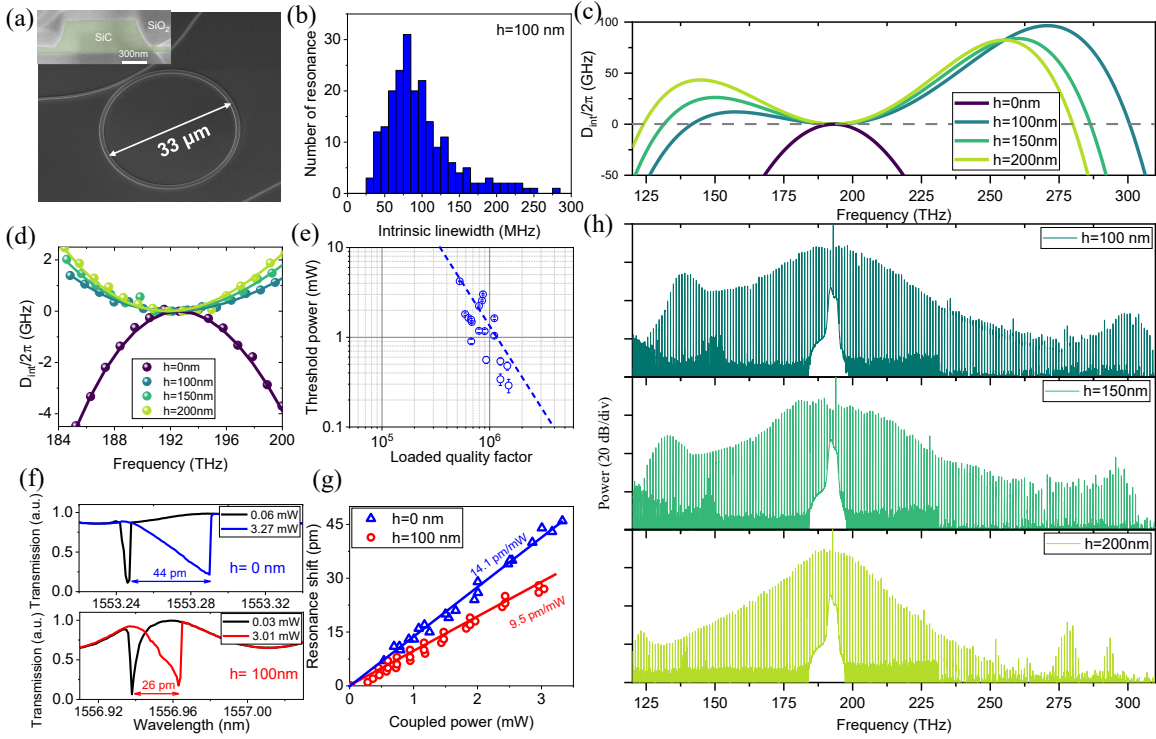 (a)
SiC
SiO2
300nm
33 μm
(b)
h=100 nm
Number of resonance
30
20
10
0
0 50 100 150 200 250 300
Intrinsic linewidth (MHz)
(c)
Dint/2π (GHz)
100
50
0
-50
h=0nm
h=100nm
h=150nm
h=200nm
125 150 175 200 225 250 275 300
Frequency (THz)
(d)
Dint/2π (GHz)
2
0
-2
-4
h=0nm
h=100nm
h=150nm
h=200nm
184 188 192 196 200
Frequency (THz)
(e)
Threshold power (mW)
10
1
0.1
10^5 10^6
Loaded quality factor
(f)
Transmission (a.u.)
1.0
0.5
0.0
0.06 mW
3.27 mW
44 pm
h= 0 nm
1553.24 1553.28 1553.32
Transmission (a.u.)
1.0
0.5
0.0
0.03 mW
3.01 mW
26 pm
h= 100nm
1556.92 1556.96 1557.00
Wavelength (nm)
(g)
Resonance shift (pm)
45
30
15
0
h=0 nm
h=100 nm
14.1 pm/mW
9.5 pm/mW
0 1 2 3
Coupled power (mW)
(h)
Power (20 dB/div)
h=100 nm
h=150nm
h=200nm
125 150 175 200 225 250 275 300
Frequency (THz)